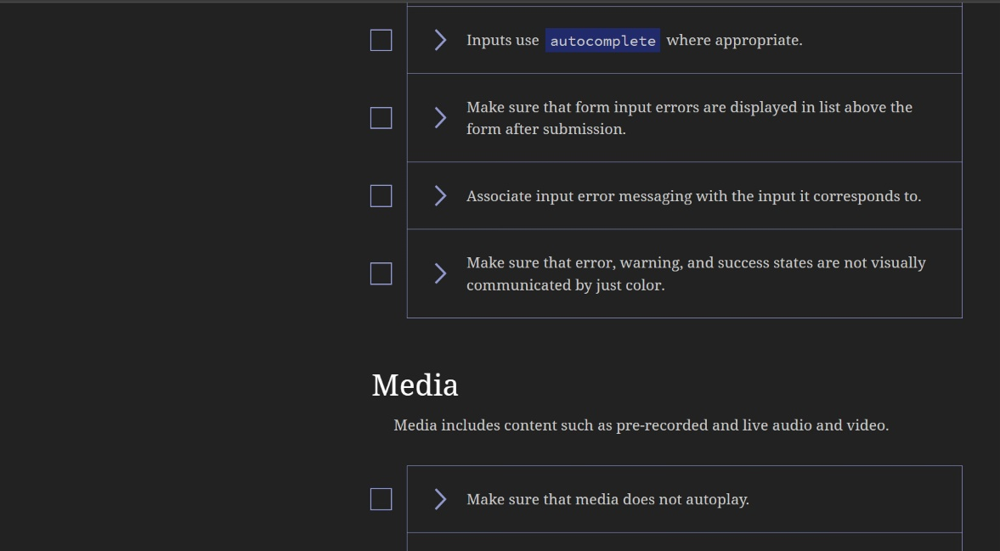 Inputs use autocomplete where appropriate.
Make sure that form input errors are displayed in list above the
form after submission.
Associate input error messaging with the input it corresponds to.
Make sure that error, warning, and success states are not visually
communicated by just color.
Media
Media includes content such as pre-recorded and live audio and video.
Make sure that media does not autoplay.